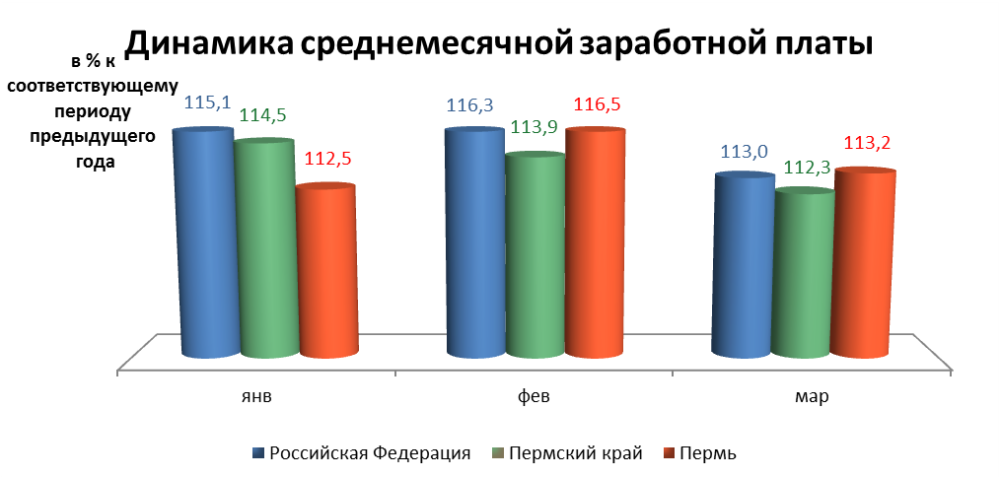 Динамика среднемесячной заработной платы
в % к
соответствующему
периоду
предыдущего
года
115,1
114,5
112,5
116,3
113,9
116,5
113,0
112,3
113,2
янв
фев
мар
Российская Федерация
Пермский край
Пермь